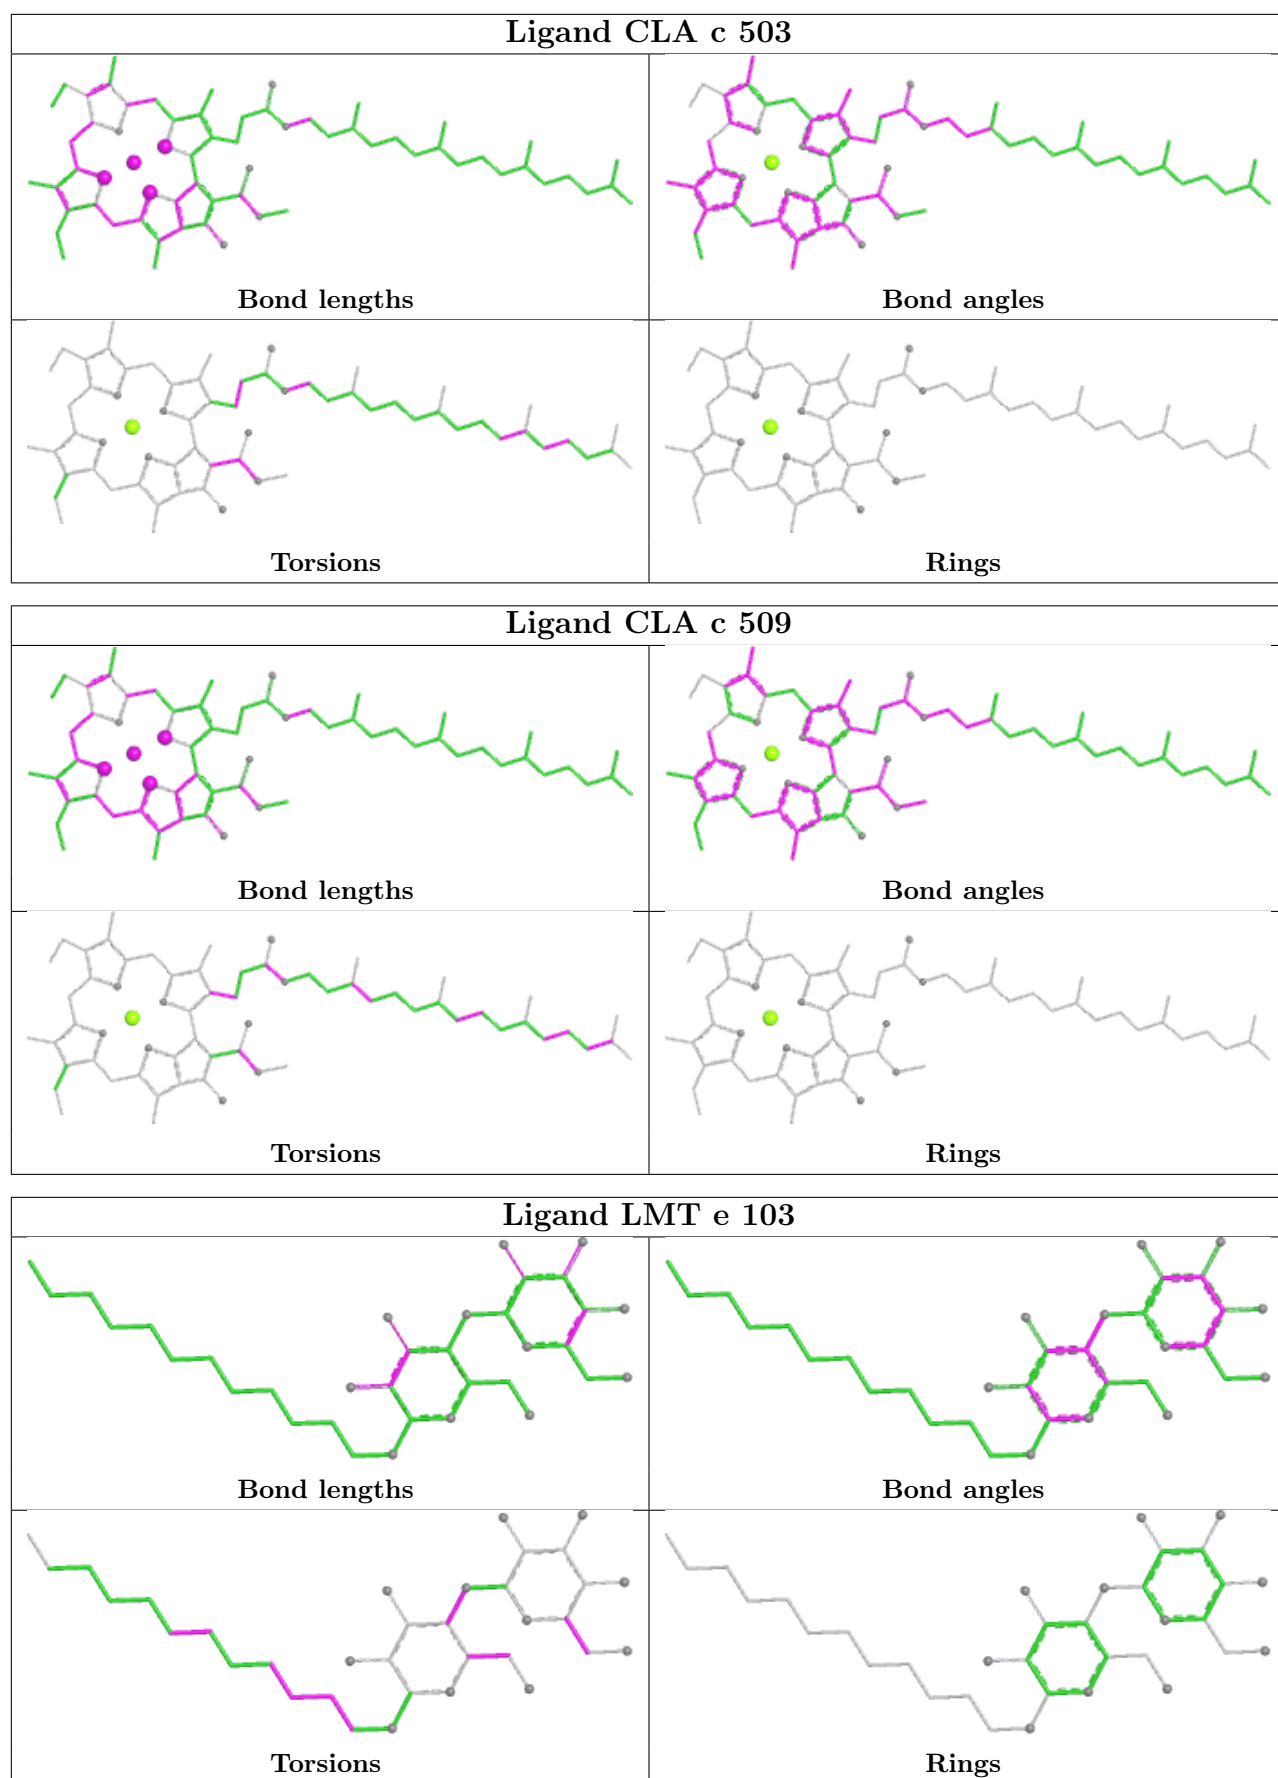 Ligand CLA c 503
Bond lengths
Bond angles
Torsions
Rings
Ligand CLA c 509
Bond lengths
Bond angles
Torsions
Rings
Ligand LMT e 103
Bond lengths
Bond angles
Torsions
Rings